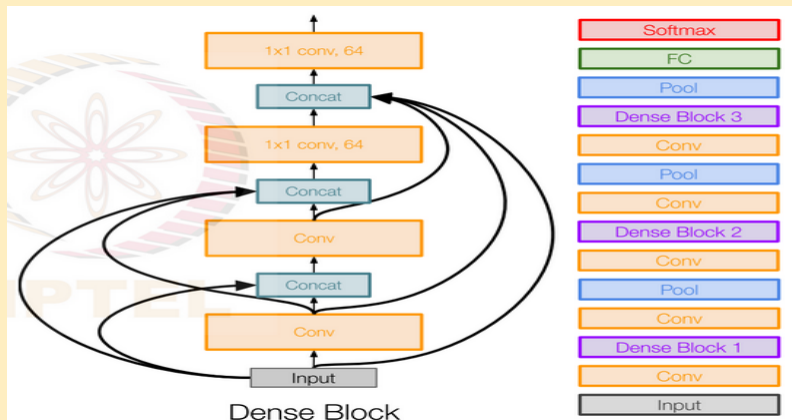 1x1 conv, 64
Concat
1x1 conv, 64
Concat
Conv
Concat
Conv
Input
Dense Block
Softmax
FC
Pool
Dense Block 3
Conv
Pool
Conv
Dense Block 2
Conv
Pool
Conv
Dense Block 1
Conv
Input
NPTEL